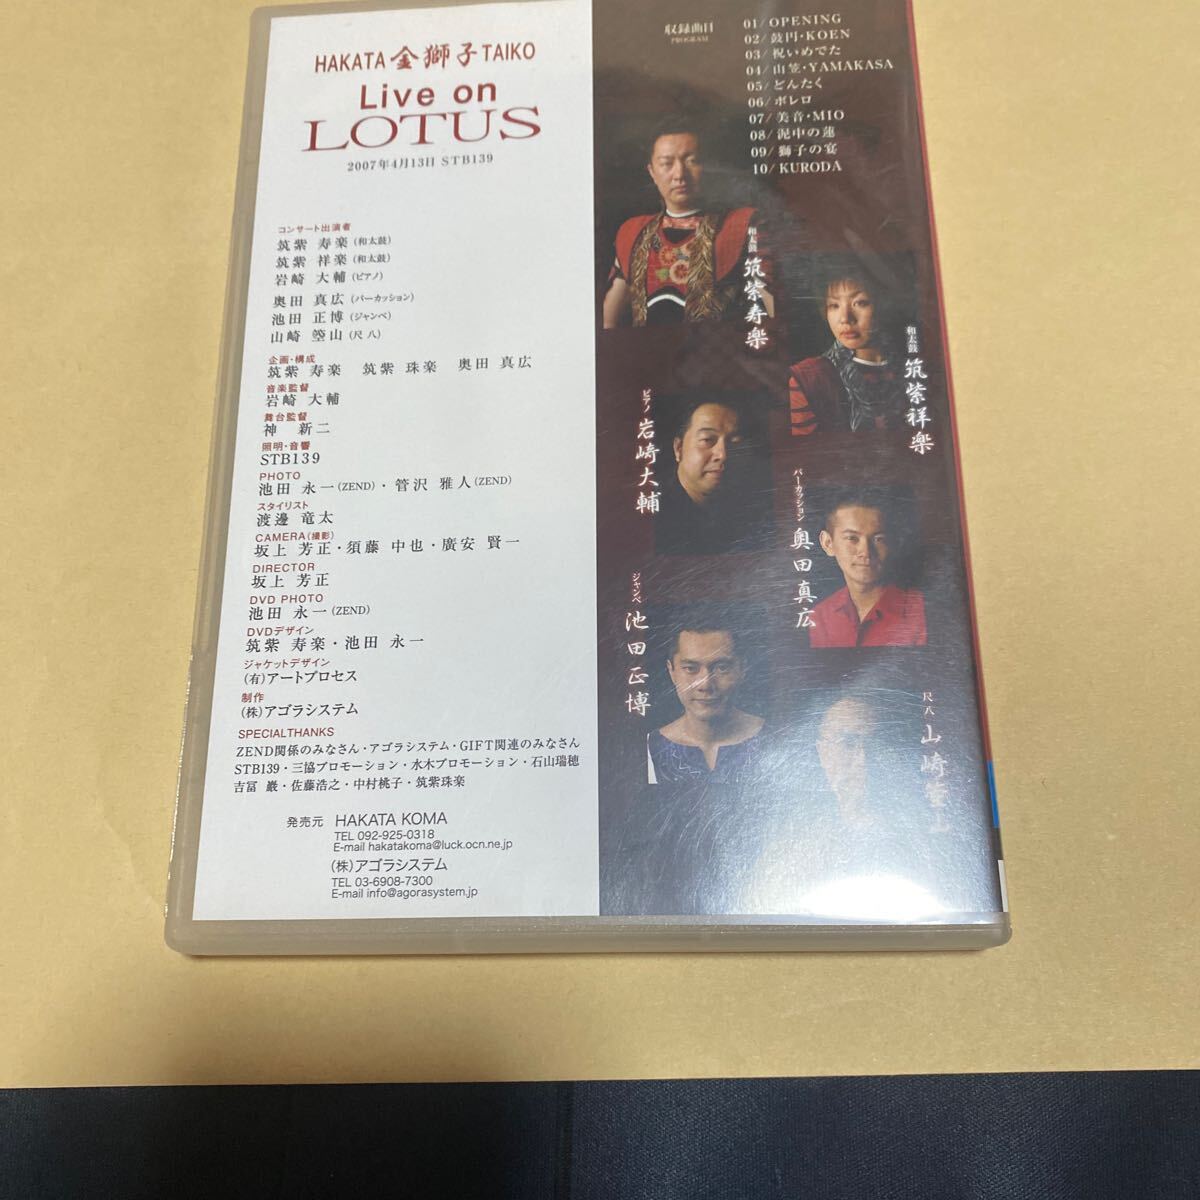 HAKATA 金獅子 TAIKO
Live on
LOTUS
2007年4月13日 STB139
コンサート出演者
筑紫 寿楽(和太鼓)
筑紫 祥楽(和太鼓)
岩崎 大輔(ピアノ)
奥田 真広(パーカッション)
池田 正博(ジャンベ)
山崎 箜山(尺八)
企画・構成
筑紫 寿楽 筑紫 珠楽 奥田 真広
音楽監督
岩崎 大輔
舞台監督
神 新二
照明・音響
STB139
PHOTO
池田 永一(ZEND)・管沢 雅人(ZEND)
スタイリスト
渡邊 竜太
CAMERA(撮影)
坂上 芳正・須藤 中也・廣安 賢一
DIRECTOR
坂上 芳正
DVD PHOTO
池田 永一(ZEND)
DVDデザイン
筑紫 寿楽・池田 永一
ジャケットデザイン
(有)アートプロセス
制作
(株)アゴラシステム
SPECIALTHANKS
ZEND関係のみなさん・アゴラシステム・GIFT関連のみなさん
STB139・三協プロモーション・水木プロモーション・石山瑞穂
吉冨 巌・佐藤浩之・中村桃子・筑紫珠楽
発売元 HAKATA KOMA
TEL 092-925-0318
E-mail hakatakoma@luck.ocn.ne.jp
(株)アゴラシステム
TEL 03-6908-7300
E-mail info@agorasystem.jp
収録曲目
PROGRAM
01/OPENING
02/鼓円・KOEN
03/祝いめでた
04/山笠・YAMAKASA
05/どんたく
06/ボレロ
07/美音・MIO
08/泥中の蓮
09/獅子の宴
10/KURODA
和太鼓 筑紫寿楽
和太鼓 筑紫祥楽
ピアノ 岩崎大輔
パーカッション 奥田真広
ジャンベ 池田正博
尺八 山崎箜山